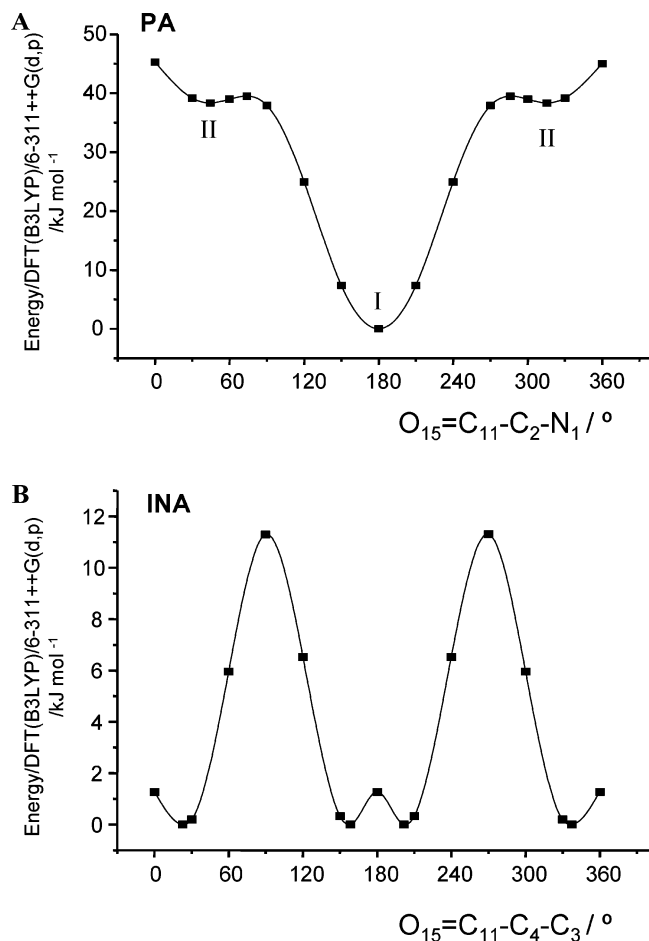 A
PA
50
40
30
20
10
0
Energy/DFT(B3LYP)/6-311++G(d,p)
/kJ mol ⁻¹
II
II
I
0 60 120 180 240 300 360
O₁₅=C₁₁-C₂-N₁ / º
B
INA
12
10
8
6
4
2
0
Energy/DFT(B3LYP)/6-311++G(d,p)
/kJ mol ⁻¹
0 60 120 180 240 300 360
O₁₅=C₁₁-C₄-C₃ / º